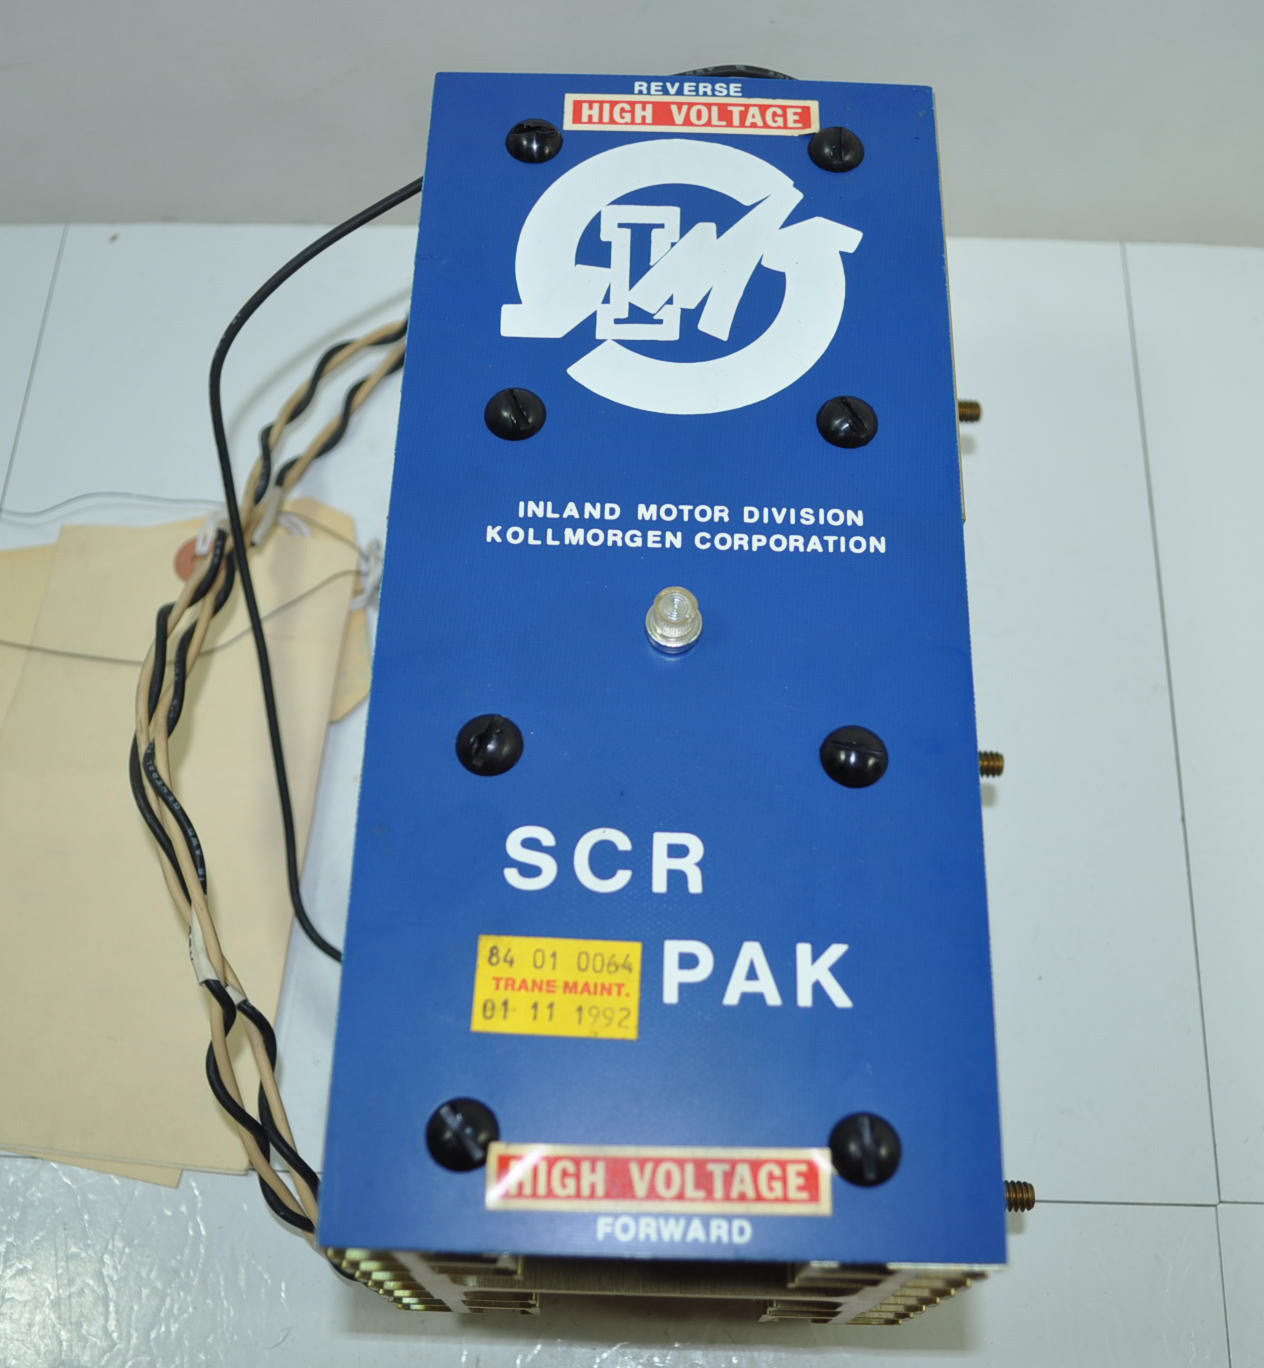 REVERSE
HIGH VOLTAGE
INLAND MOTOR DIVISION
KOLLMORGEN CORPORATION
SCR
PAK
84 01 0064
TRANE MAINT.
01 11 1992
HIGH VOLTAGE
FORWARD